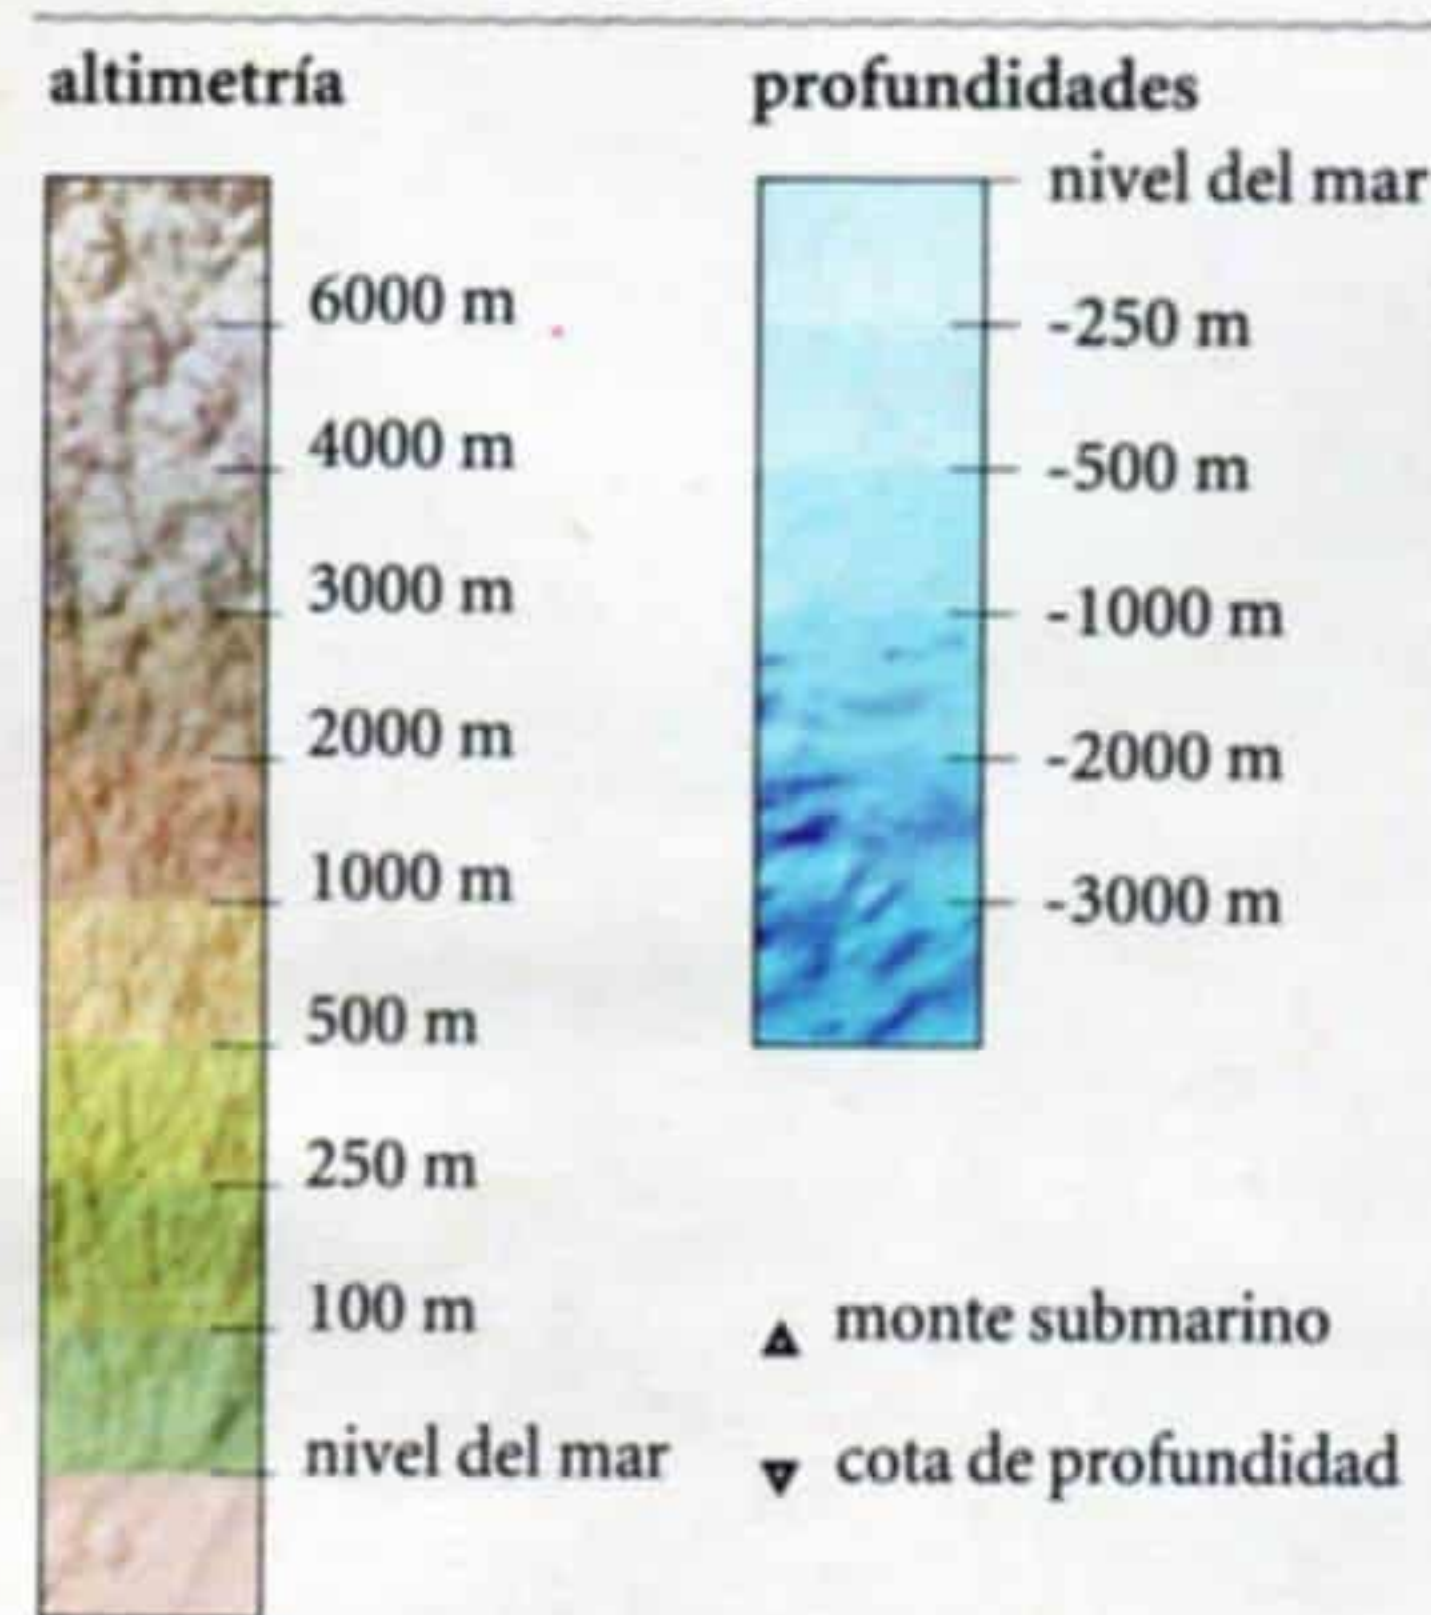 altimetría
6000 m
4000 m
3000 m
2000 m
1000 m
500 m
250 m
100 m
nivel del mar
profundidades
nivel del mar
-250 m
-500 m
-1000 m
-2000 m
-3000 m
monte submarino
cota de profundidad